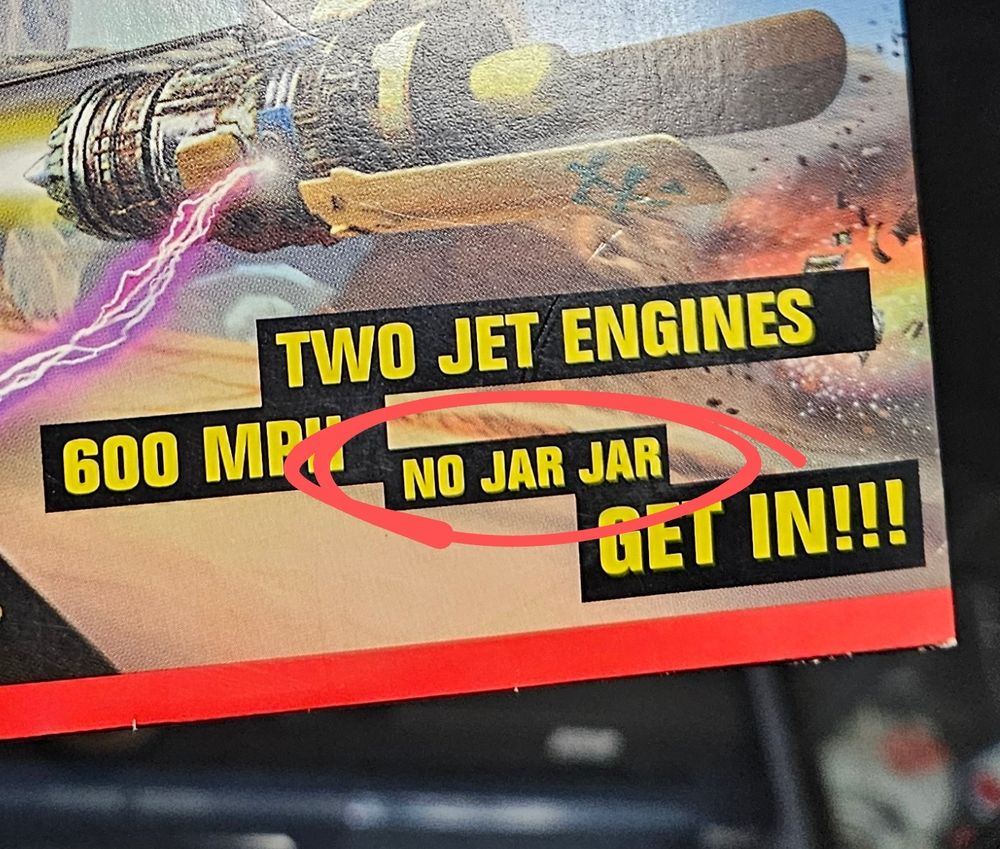 TWO JET ENGINES
600 MPH
NO JAR JAR
GET IN!!!